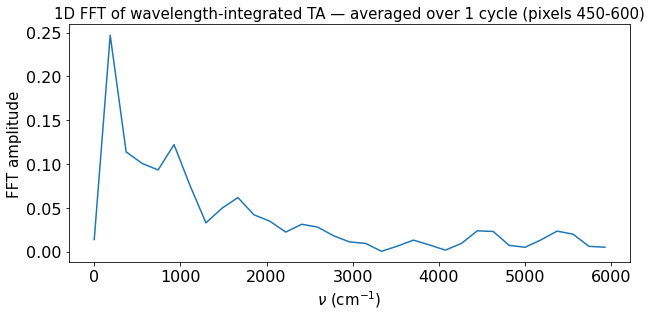 1D FFT of wavelength-integrated TA — averaged over 1 cycle (pixels 450-600)
FFT amplitude
0.25
0.20
0.15
0.10
0.05
0.00
0 1000 2000 3000 4000 5000 6000
ν (cm⁻¹)